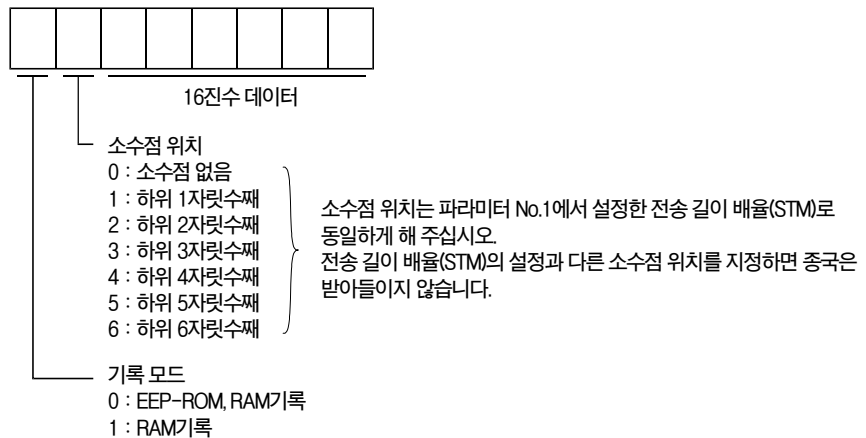 16진수 데이터
소수점 위치
0 : 소수점 없음
1 : 하위 1자릿수째
2 : 하위 2자릿수째
3 : 하위 3자릿수째
4 : 하위 4자릿수째
5 : 하위 5자릿수째
6 : 하위 6자릿수째
소수점 위치는 파라미터 No.1에서 설정한 전송 길이 배율(STM)로
동일하게 해 주십시오.
전송 길이 배율(STM)의 설정과 다른 소수점 위치를 지정하면 종국은
받아들이지 않습니다.
기록 모드
0 : EEP-ROM, RAM기록
1 : RAM기록